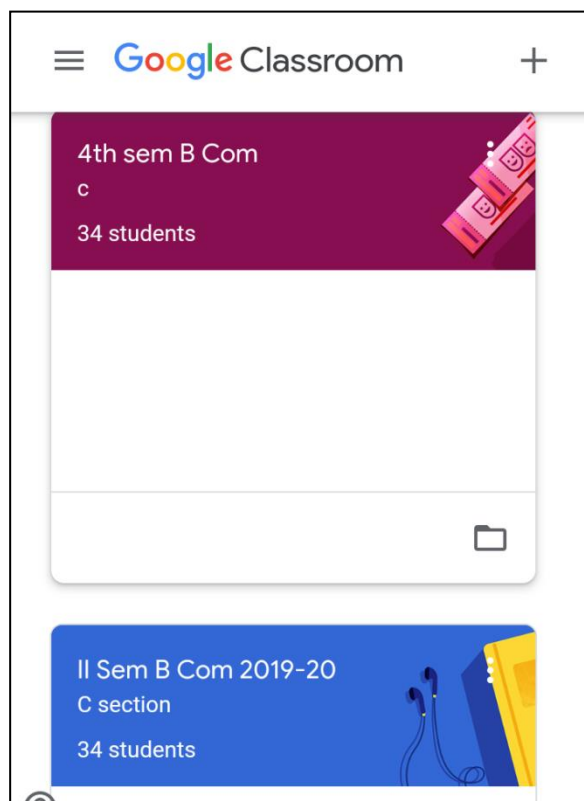 Google Classroom
4th sem B Com
c
34 students
II Sem B Com 2019-20
C section
34 students